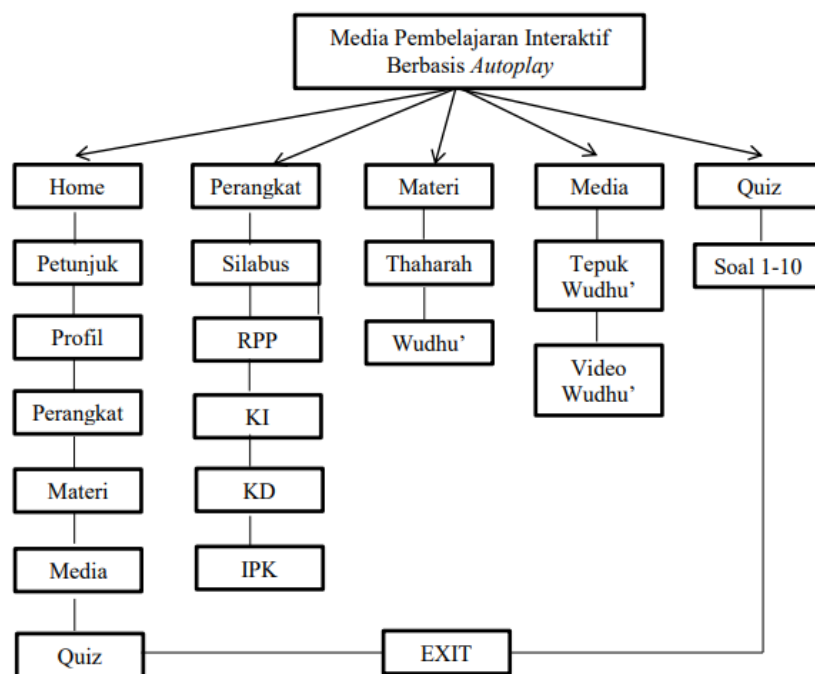 Media Pembelajaran Interaktif
Berbasis Autoplay
Home
Perangkat
Materi
Media
Quiz
Petunjuk
Silabus
Thaharah
Tepuk
Wudhu’
Soal 1-10
Profil
RPP
Wudhu’
Video
Wudhu’
Perangkat
KI
Materi
KD
Media
IPK
Quiz
EXIT